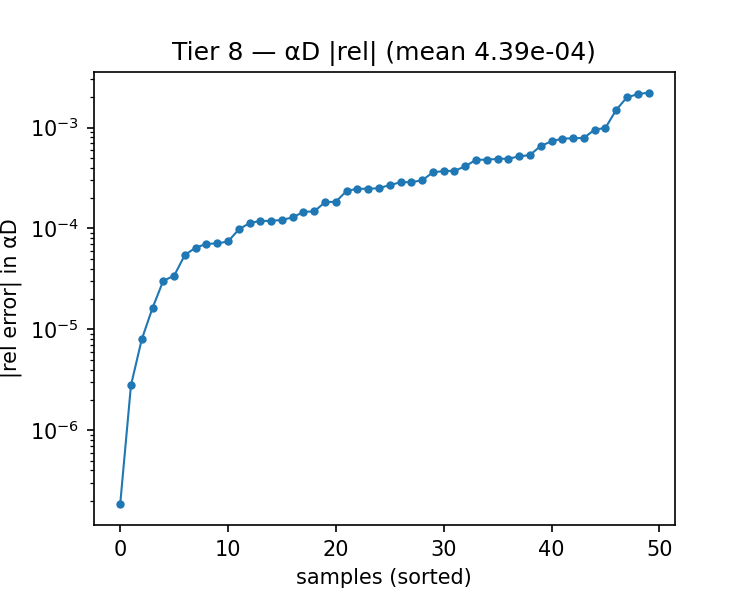 Tier 8 — αD |rel| (mean 4.39e-04)
|rel error| in αD
10⁻³
10⁻⁴
10⁻⁵
10⁻⁶
0 10 20 30 40 50
samples (sorted)